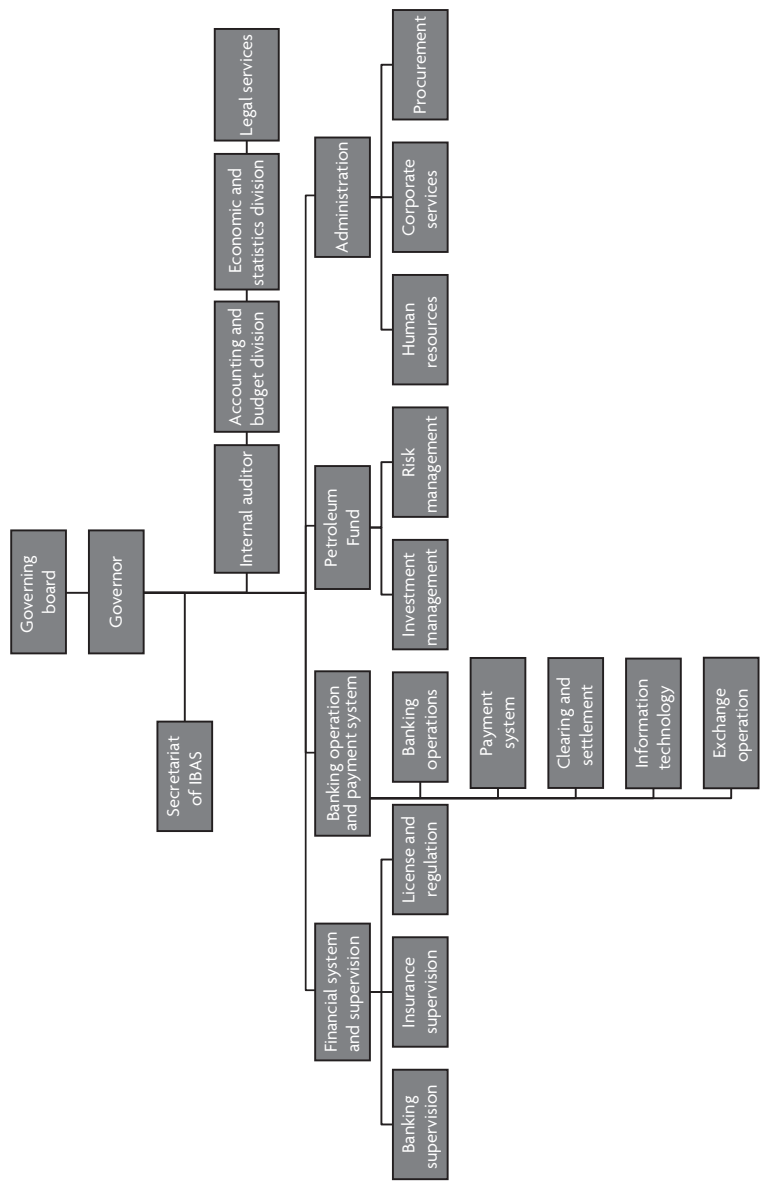 Governing
board
Governor
Secretariat
of IBAS
Internal auditor
Accounting and
budget division
Economic and
statistics division
Legal services
Financial system
and supervision
Banking operation
and payment system
Petroleum
Fund
Administration
Banking
supervision
Insurance
supervision
License and
regulation
Banking
operations
Payment
system
Clearing and
settlement
Information
technology
Exchange
operation
Investment
management
Risk
management
Human
resources
Corporate
services
Procurement